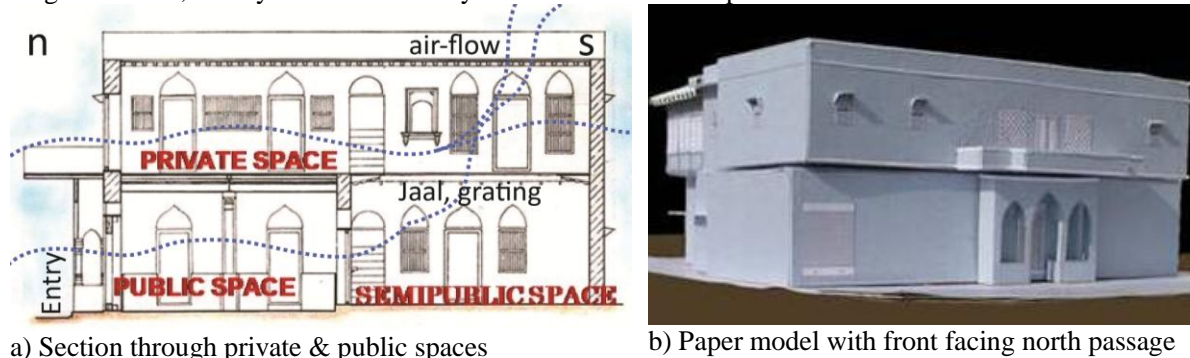 n
air-flow
S
PRIVATE SPACE
Jaal, grating
Entry
PUBLIC SPACE
SEMIPUBLIC SPACE
a) Section through private & public spaces
b) Paper model with front facing north passage